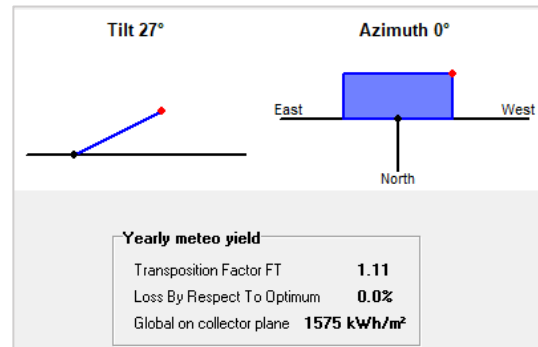 Tilt 27°
Azimuth 0°
East
West
North
Yearly meteo yield
Transposition Factor FT 1.11
Loss By Respect To Optimum 0.0%
Global on collector plane 1575 kWh/m²